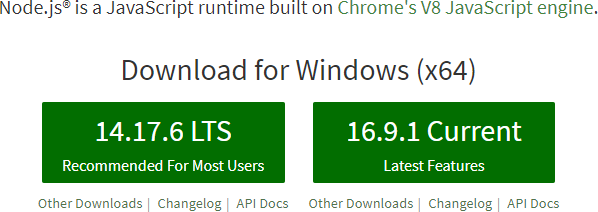 Node.js® is a JavaScript runtime built on Chrome's V8 JavaScript engine.
Download for Windows (x64)
14.17.6 LTS
Recommended For Most Users
16.9.1 Current
Latest Features
Other Downloads | Changelog | API Docs
Other Downloads | Changelog | API Docs